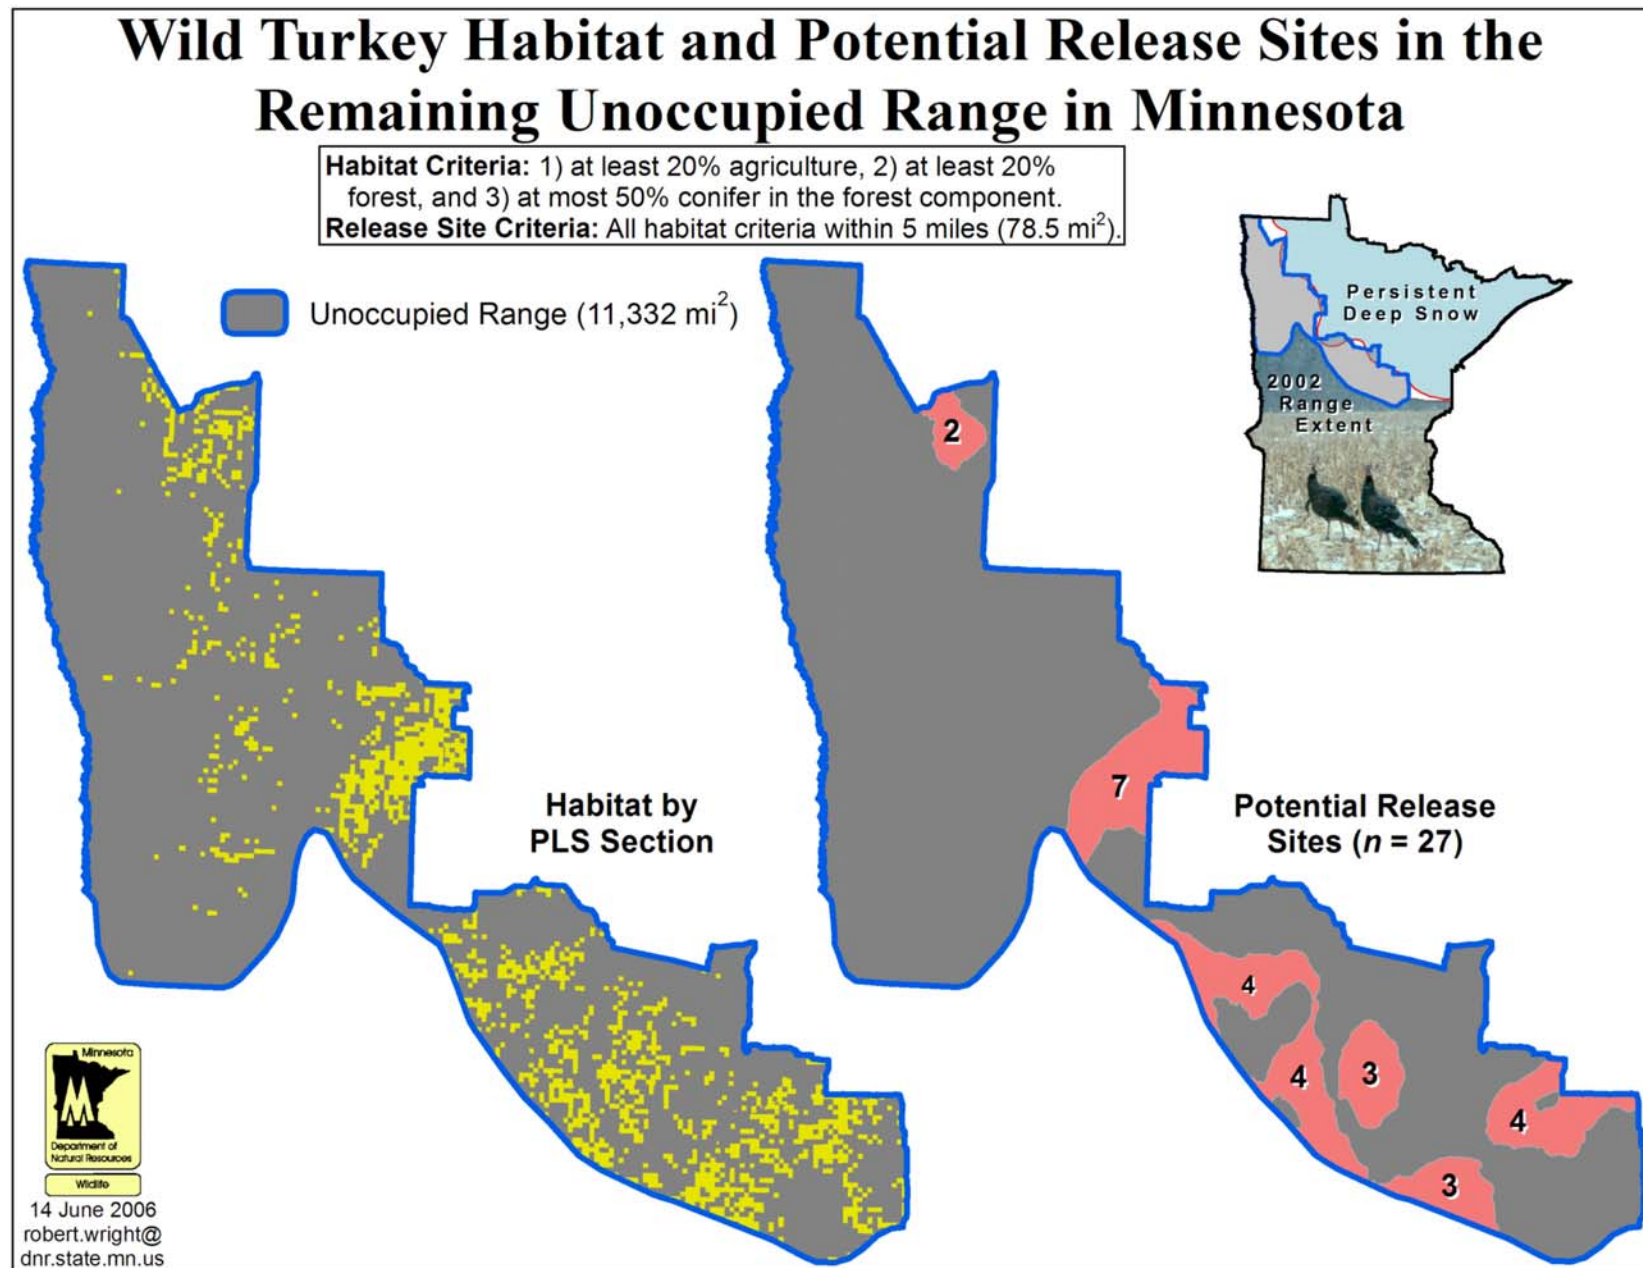 Wild Turkey Habitat and Potential Release Sites in the
Remaining Unoccupied Range in Minnesota
Habitat Criteria: 1) at least 20% agriculture, 2) at least 20%
forest, and 3) at most 50% conifer in the forest component.
Release Site Criteria: All habitat criteria within 5 miles (78.5 mi²).
Unoccupied Range (11,332 mi²)
Persistent
Deep Snow
2002
Range
Extent
2
7
Habitat by
PLS Section
Potential Release
Sites (n = 27)
4
4
3
4
3
Minnesota
Department of
Natural Resources
Wildlife
14 June 2006
robert.wright@
dnr.state.mn.us